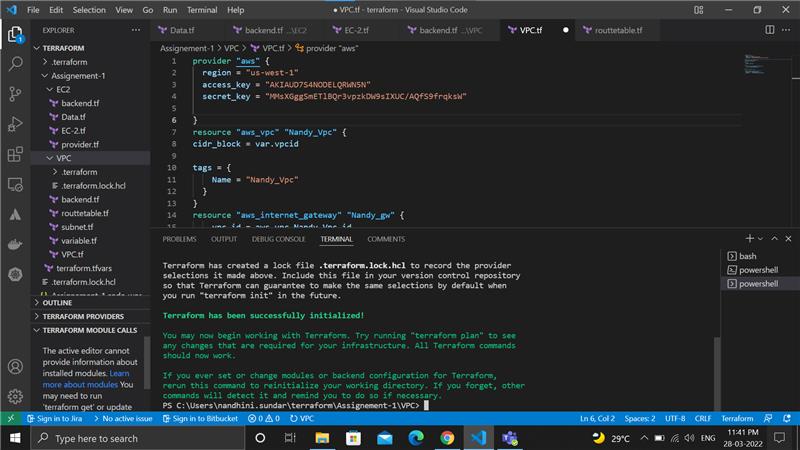 File Edit Selection View Go Run Terminal Help
● VPC.tf - terraform - Visual Studio Code
EXPLORER
TERRAFORM
.terraform
Assignement-1
EC2
backend.tf
Data.tf
EC-2.tf
provider.tf
VPC
.terraform
.terraform.lock.hcl
backend.tf
routtetable.tf
subnet.tf
variable.tf
VPC.tf
terraform.tfvars
.terraform.lock.hcl
OUTLINE
TERRAFORM PROVIDERS
TERRAFORM MODULE CALLS
The active editor cannot
provide information about
installed modules. Learn
more about modules You
may need to run
'terraform get' or update
Data.tf backend.tf ...\EC2 EC-2.tf backend.tf ...\VPC VPC.tf ● routtetable.tf
Assignement-1 > VPC > VPC.tf > provider "aws"
1 provider "aws" {
2 region = "us-west-1"
3 access_key = "[redacted credential]"
4 secret_key = "[redacted credential]"
5
6 }
7 resource "aws_vpc" "Nandy_Vpc" {
8 cidr_block = var.vpcid
9
10 tags = {
11 Name = "Nandy_Vpc"
12 }
13 }
14 resource "aws_internet_gateway" "Nandy_gw" {
PROBLEMS OUTPUT DEBUG CONSOLE TERMINAL COMMENTS
Terraform has created a lock file .terraform.lock.hcl to record the provider
selections it made above. Include this file in your version control repository
so that Terraform can guarantee to make the same selections by default when
you run "terraform init" in the future.
Terraform has been successfully initialized!
You may now begin working with Terraform. Try running "terraform plan" to see
any changes that are required for your infrastructure. All Terraform commands
should now work.
If you ever set or change modules or backend configuration for Terraform,
rerun this command to reinitialize your working directory. If you forget, other
commands will detect it and remind you to do so if necessary.
PS C:\Users\nandhini.sundar\terraform\Assignement-1\VPC>
bash
powershell
powershell
Sign in to Jira No active issue Sign in to Bitbucket 0 0 VPC Ln 6, Col 2 Spaces: 2 UTF-8 CRLF Terraform
Type here to search
29°C ENG
11:41 PM
28-03-2022